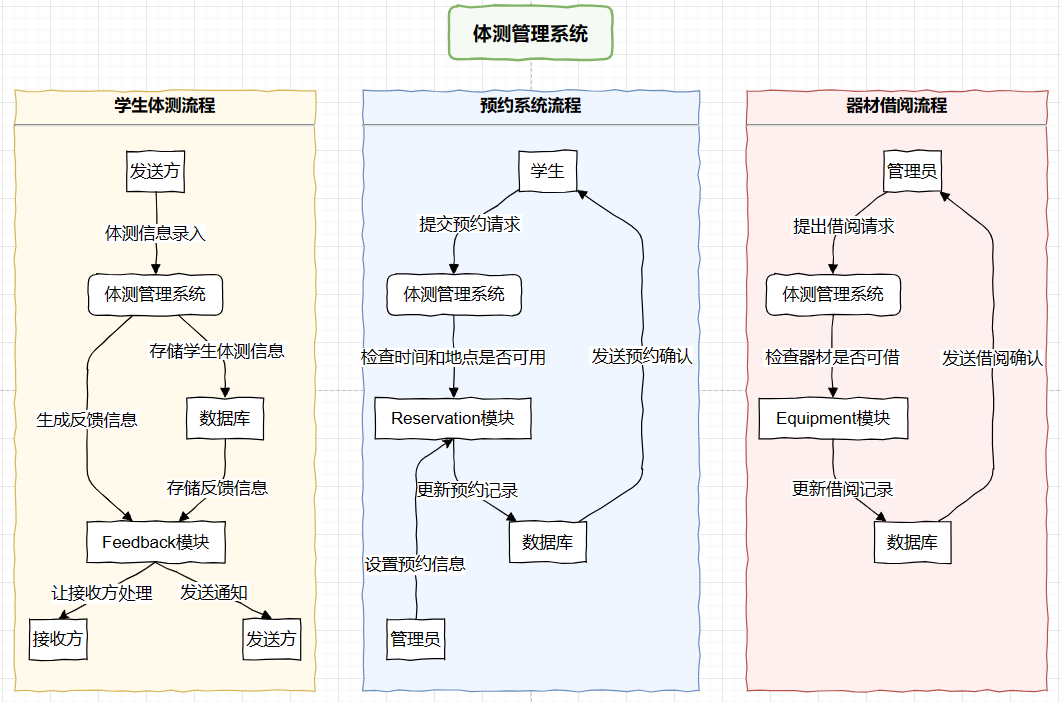 体测管理系统
学生体测流程
发送方
体测信息录入
体测管理系统
存储学生体测信息
生成反馈信息
数据库
存储反馈信息
Feedback模块
让接收方处理
发送通知
接收方
发送方
预约系统流程
学生
提交预约请求
体测管理系统
检查时间和地点是否可用
发送预约确认
Reservation模块
更新预约记录
数据库
设置预约信息
管理员
器材借阅流程
管理员
提出借阅请求
体测管理系统
检查器材是否可借
发送借阅确认
Equipment模块
更新借阅记录
数据库